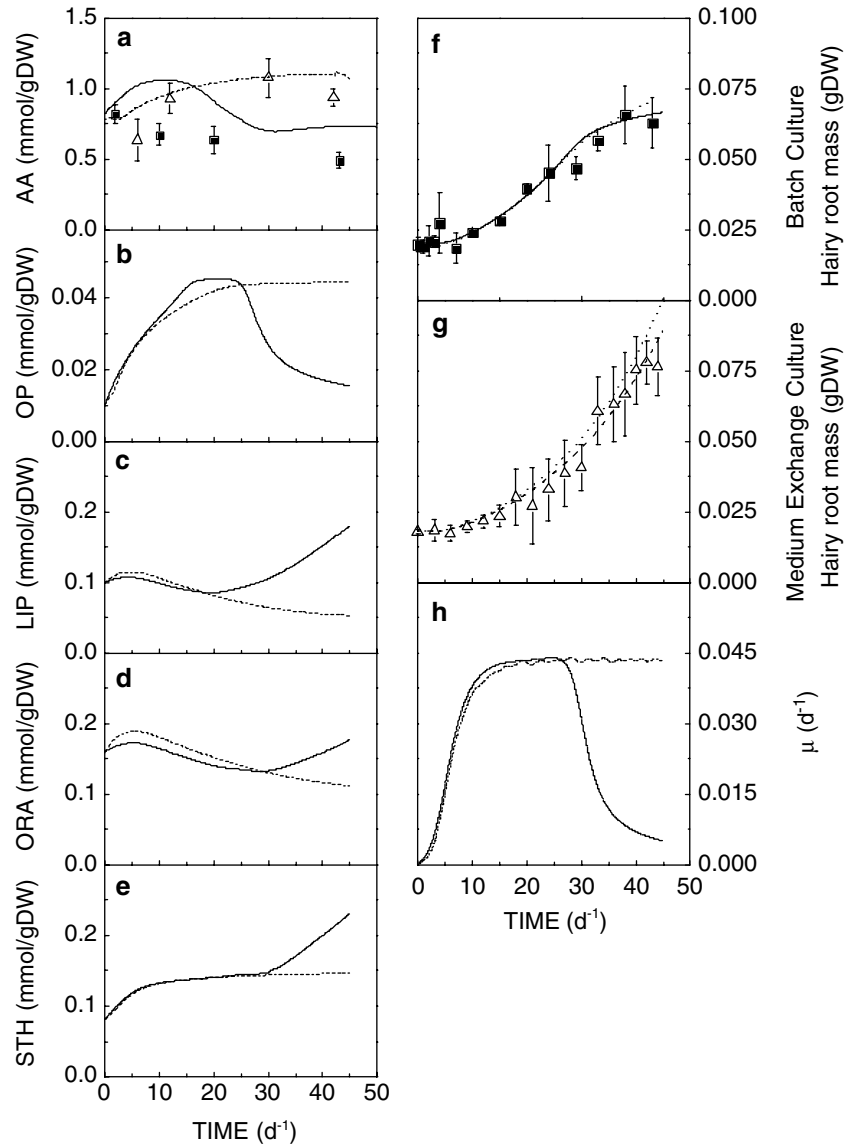 a
1.5
1.0
0.5
0.0
AA (mmol/gDW)
b
0.04
0.02
0.00
OP (mmol/gDW)
c
0.2
0.1
0.0
LIP (mmol/gDW)
d
0.2
0.1
0.0
ORA (mmol/gDW)
e
0.2
0.1
0.0
STH (mmol/gDW)
0 10 20 30 40 50
TIME (d-1)
f
0.100
0.075
0.050
0.025
0.000
Batch Culture
Hairy root mass (gDW)
g
0.075
0.050
0.025
0.000
Medium Exchange Culture
Hairy root mass (gDW)
h
0.045
0.030
0.015
0.000
μ (d-1)
0 10 20 30 40 50
TIME (d-1)